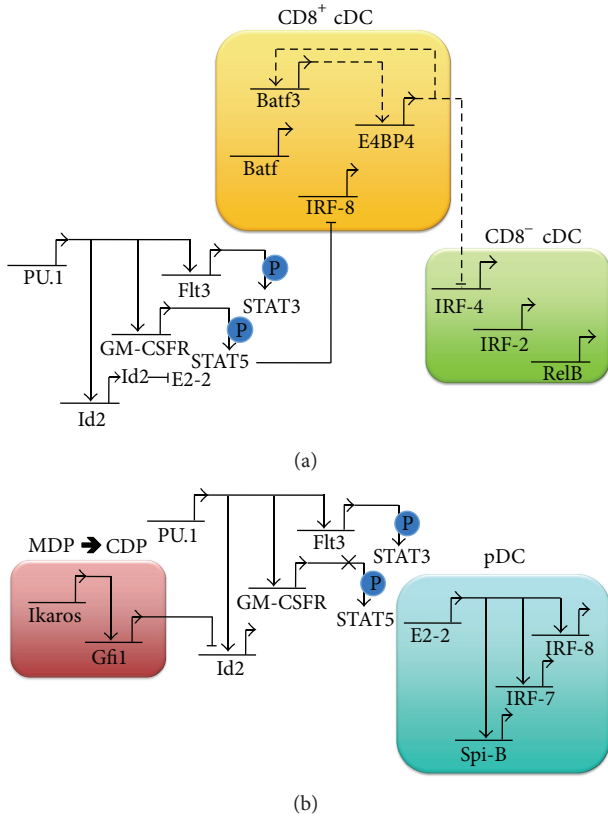 CD8+ cDC
Batf3
E4BP4
Batf
IRF-8
CD8− cDC
PU.1
P
Flt3
STAT3
IRF-4
P
GM-CSFR
STAT5
IRF-2
Id2
E2-2
RelB
Id2
(a)
MDP → CDP
PU.1
P
Flt3
STAT3
pDC
Ikaros
P
GM-CSFR
STAT5
E2-2
IRF-8
Gfi1
Id2
IRF-7
Spi-B
(b)